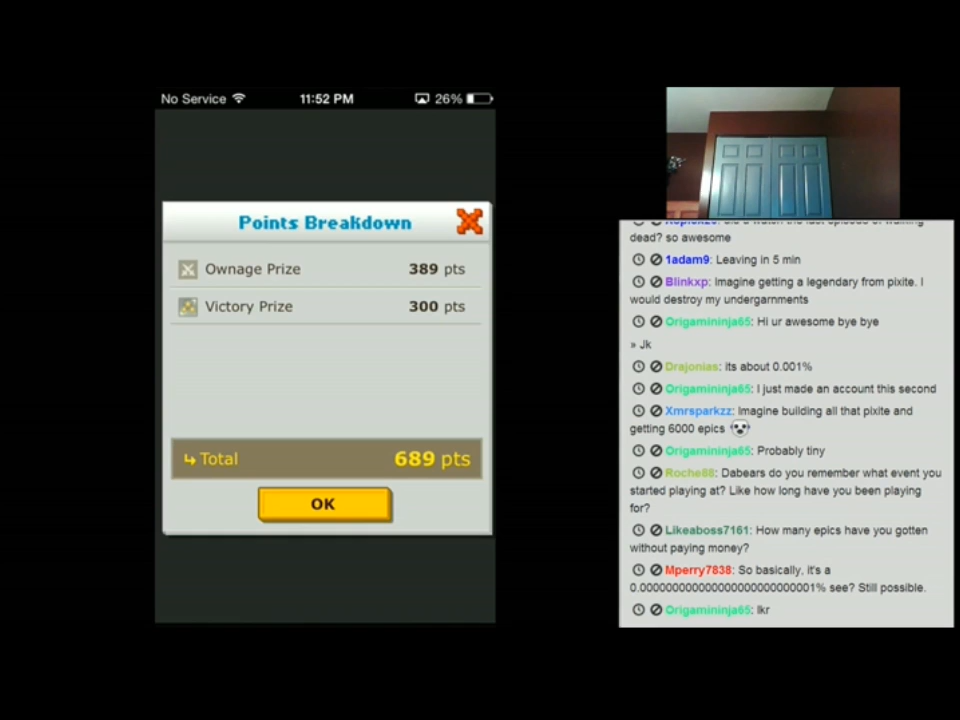 No Service 11:52 PM 26%
Points Breakdown
Ownage Prize 389 pts
Victory Prize 300 pts
Total 689 pts
OK
dead? so awesome
1adam9: Leaving in 5 min
Blinkxp: Imagine getting a legendary from pixite. I
would destroy my undergarnments
Origamininja65: Hi ur awesome bye bye
» Jk
Drajonias: its about 0.001%
Origamininja65: I just made an account this second
Xmrsparkzz: Imagine building all that pixite and
getting 6000 epics
Origamininja65: Probably tiny
Roche88: Dabears do you remember what event you
started playing at? Like how long have you been playing
for?
Likeaboss7161: How many epics have you gotten
without paying money?
Mperry7838: So basically, it's a
see? Still possible.
Origamininja65: Ikr